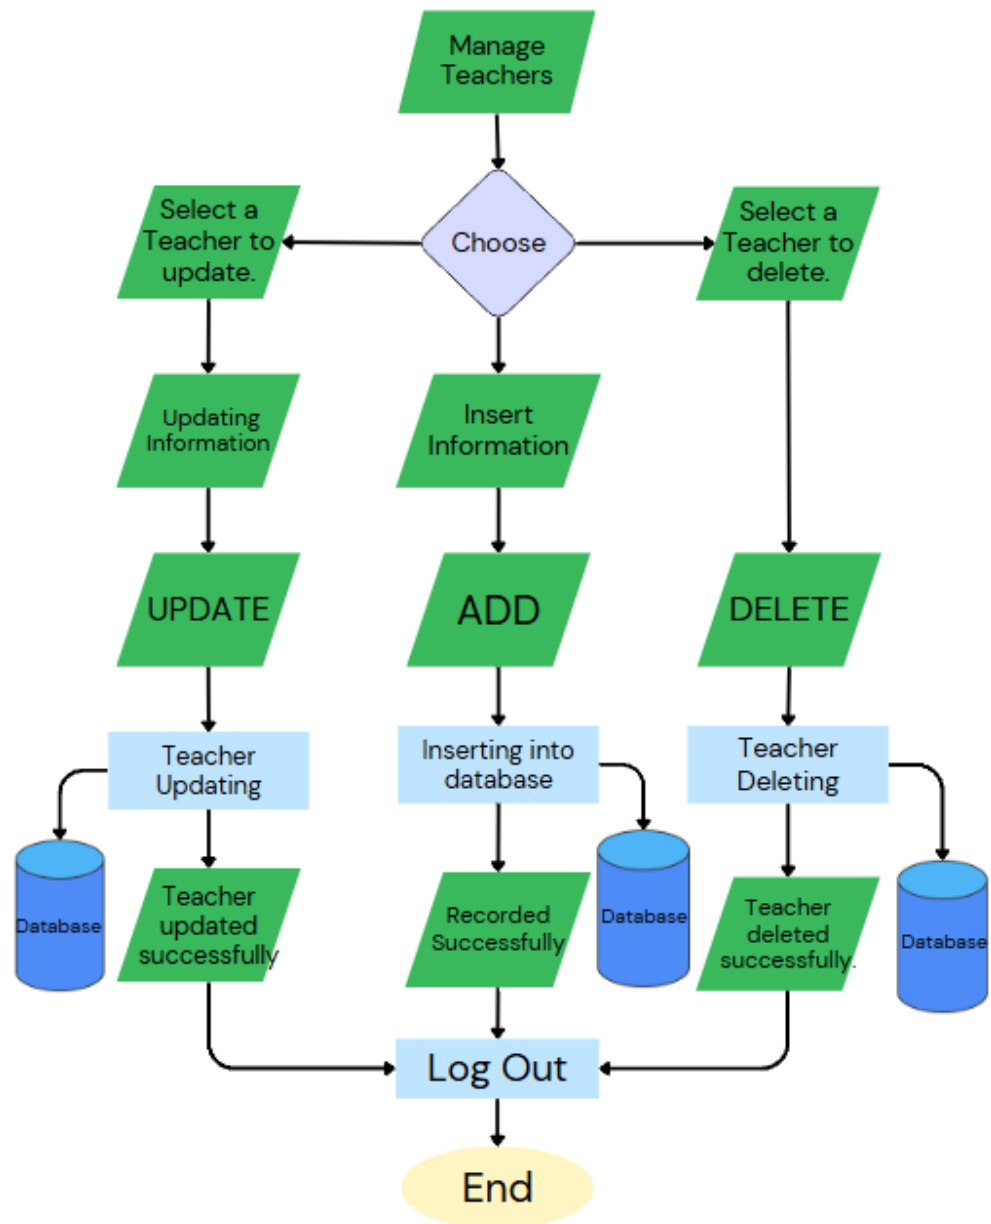 Manage
Teachers
Select a
Teacher to
update.
Choose
Select a
Teacher to
delete.
Updating
Information
Insert
Information
UPDATE
ADD
DELETE
Teacher
Updating
Inserting into
database
Teacher
Deleting
Database
Teacher
updated
successfully
Recorded
Successfully
Database
Teacher
deleted
successfully.
Database
Log Out
End